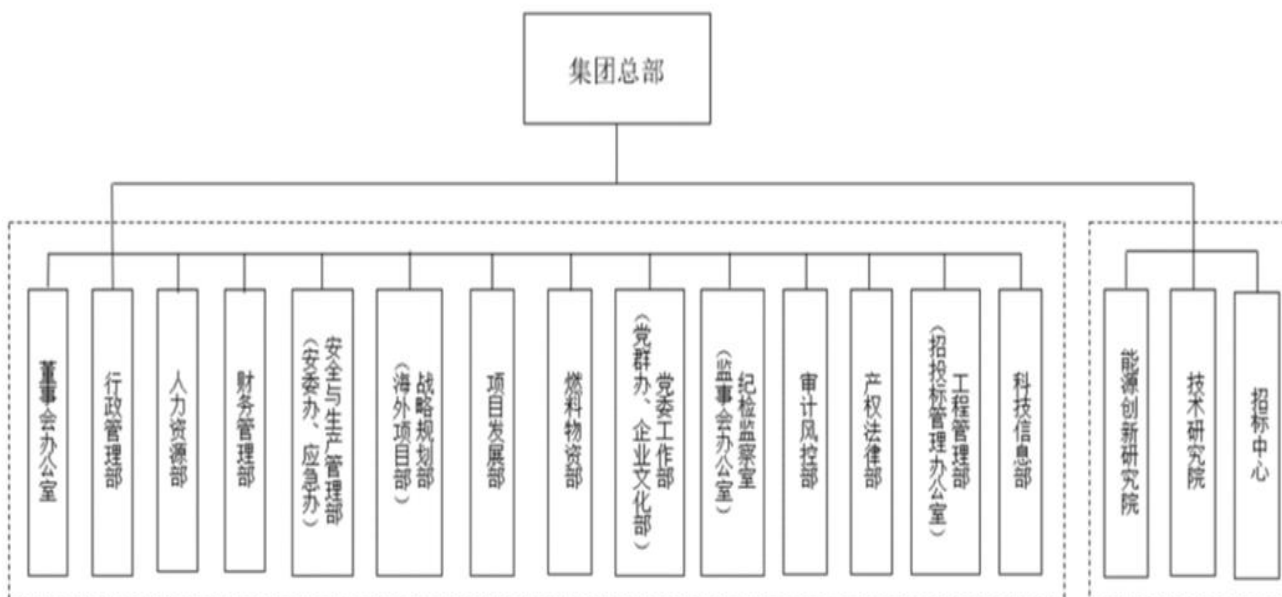 集团总部
董事会办公室
行政管理部
人力资源部
财务管理部
安全与生产管理部
（安委办、应急办）
战略规划部
（海外项目部）
项目发展部
燃料物资部
党委工作部
（党群办、企业文化部）
纪检监察室
（监事会办公室）
审计风控部
产权法律部
工程管理部
（招投标管理办公室）
科技信息部
能源创新研究院
技术研究院
招标中心